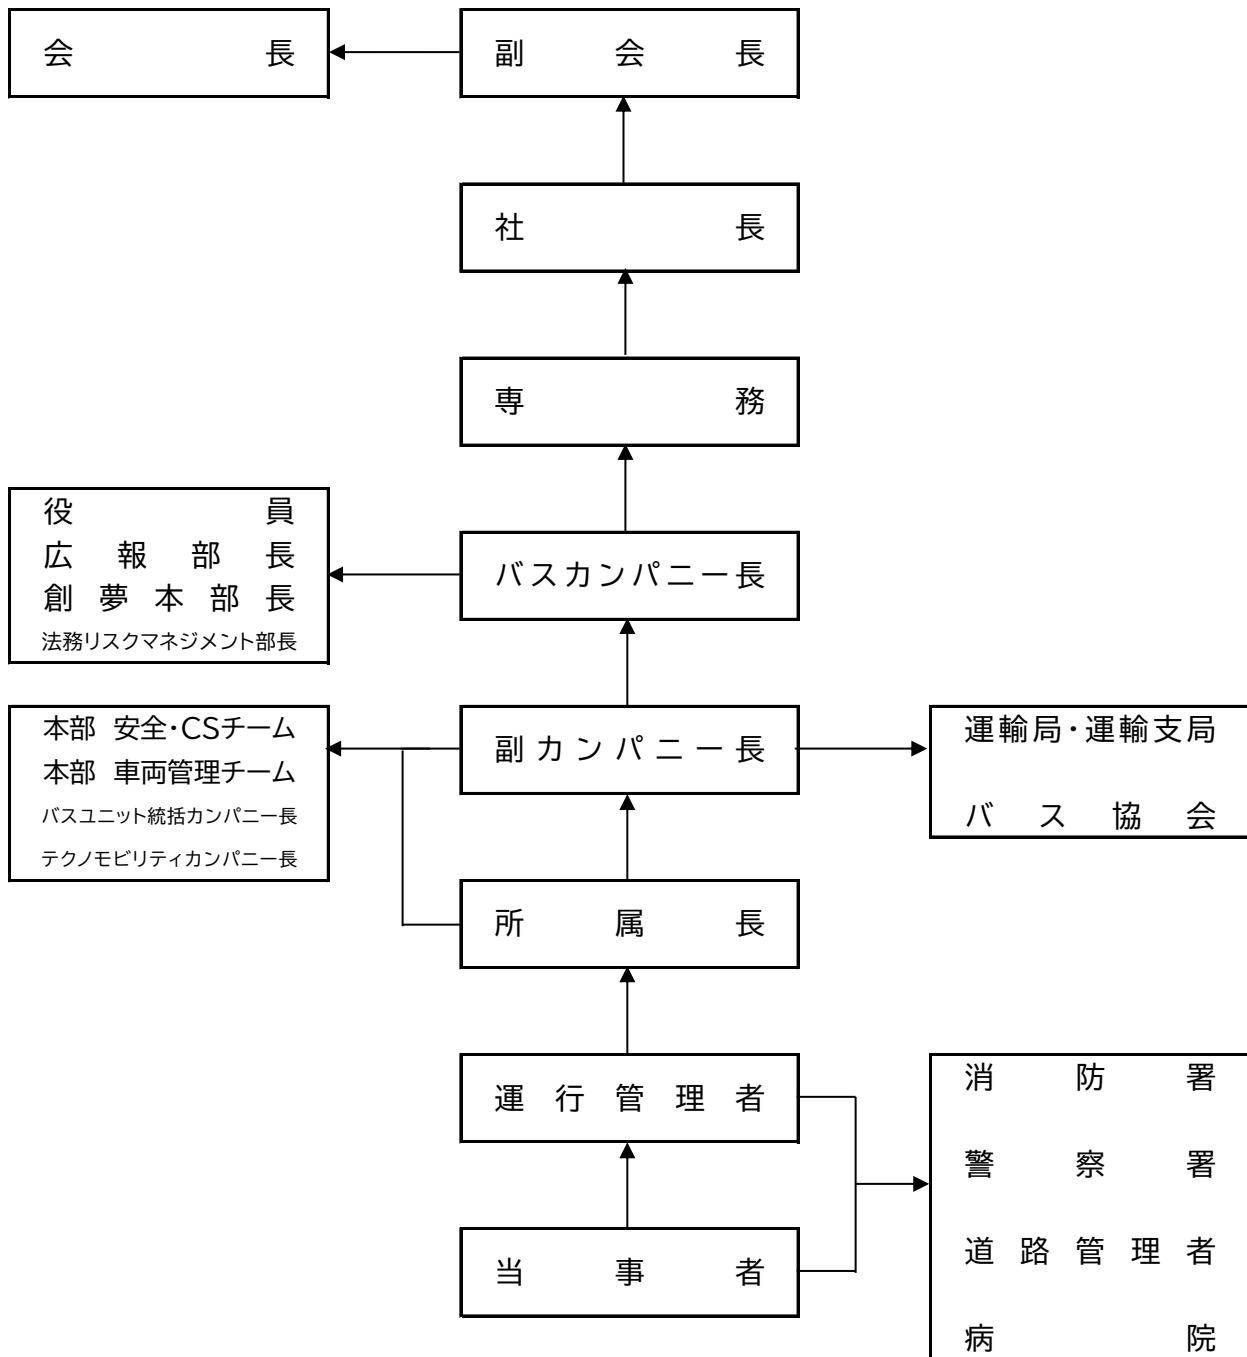 会長
副会長
社長
専務
役員
広報部長
創夢本部長
法務リスクマネジメント部長
バスカンパニー長
本部 安全・CSチーム
本部 車両管理チーム
バスユニット統括カンパニー長
テクノモビリティカンパニー長
副カンパニー長
運輸局・運輸支局
バス協会
所属長
運行管理者
当事者
消防署
警察署
道路管理者
病院